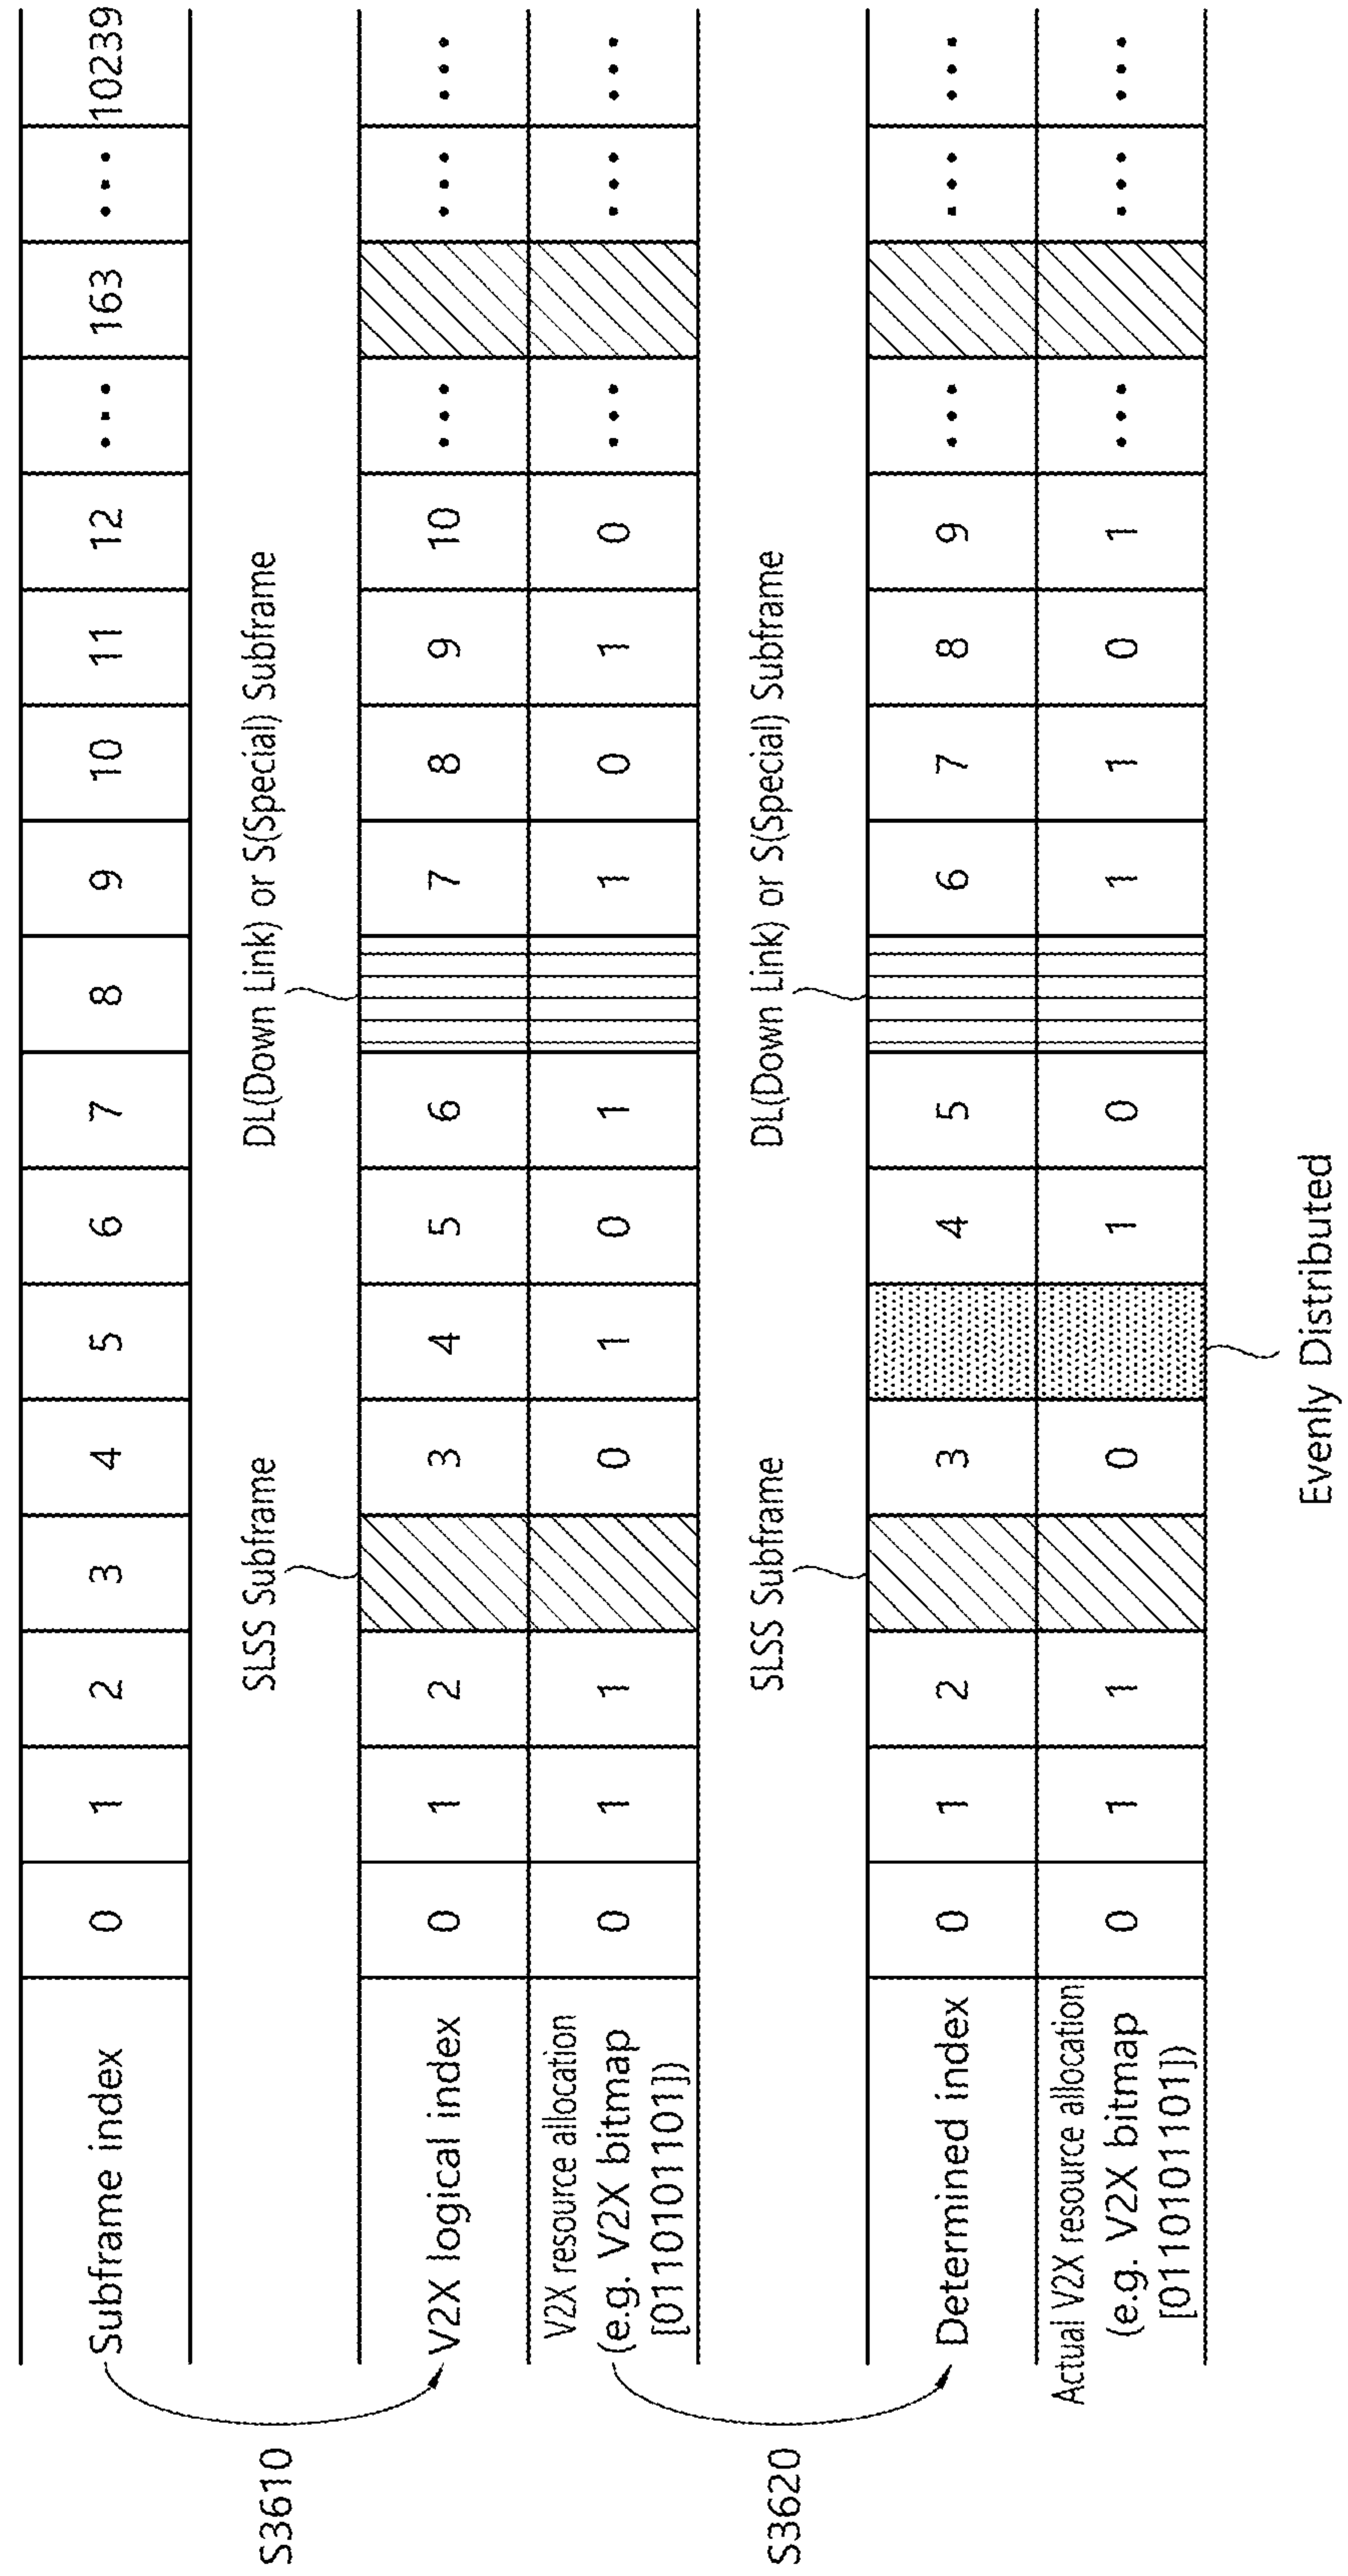 Subframe index 0 1 2 3 4 5 6 7 8 9 10 11 12 ••• 163 ••• 10239
S3610
SLSS Subframe
DL(Down Link) or S(Special) Subframe
V2X logical index 0 1 2 3 4 5 6 7 8 9 10 ••• ••• •••
V2X resource allocation
(e.g. V2X bitmap
[0110101101])
0 1 1 0 1 0 1 1 0 1 0 ••• ••• •••
S3620
SLSS Subframe
DL(Down Link) or S(Special) Subframe
Determined index 0 1 2 3 4 5 6 7 8 9 ••• ••• •••
Actual V2X resource allocation
(e.g. V2X bitmap
[0110101101])
0 1 1 0 1 0 1 1 0 1 ••• ••• •••
Evenly Distributed